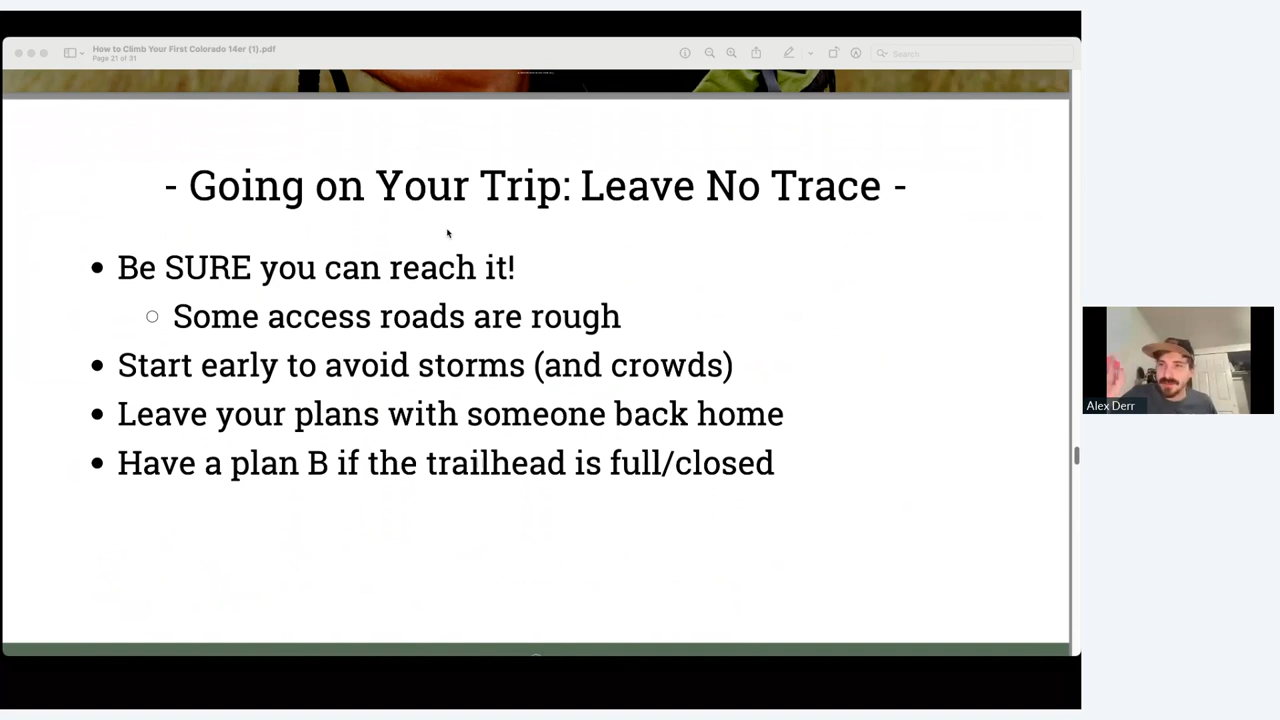 How to Climb Your First Colorado 14er (1).pdf
Page 21 of 31
Search
- Going on Your Trip: Leave No Trace -
Be SURE you can reach it!
Some access roads are rough
Start early to avoid storms (and crowds)
Leave your plans with someone back home
Have a plan B if the trailhead is full/closed
Alex Derr